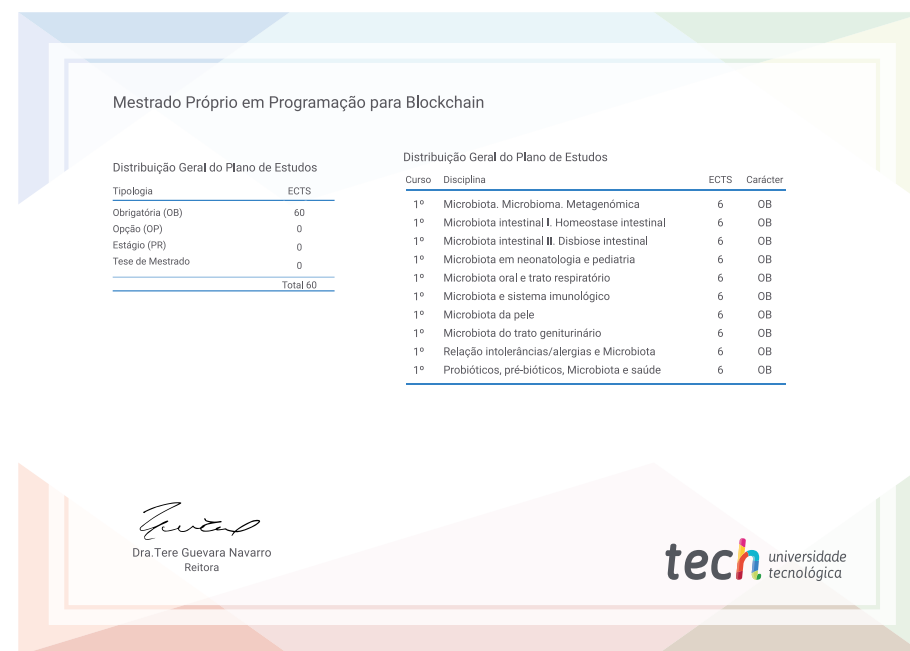 Mestrado Próprio em Programação para Blockchain
Distribuição Geral do Plano de Estudos
Tipologia ECTS
Obrigatória (OB) 60
Opção (OP) 0
Estágio (PR) 0
Tese de Mestrado 0
Total 60
Distribuição Geral do Plano de Estudos
Curso Disciplina ECTS Carácter
1º Microbiota. Microbioma. Metagenómica 6 OB
1º Microbiota intestinal I. Homeostase intestinal 6 OB
1º Microbiota intestinal II. Disbiose intestinal 6 OB
1º Microbiota em neonatologia e pediatria 6 OB
1º Microbiota oral e trato respiratório 6 OB
1º Microbiota e sistema imunológico 6 OB
1º Microbiota da pele 6 OB
1º Microbiota do trato geniturinário 6 OB
1º Relação intolerâncias/alergias e Microbiota 6 OB
1º Probióticos, pré-bióticos, Microbiota e saúde 6 OB
Dra.Tere Guevara Navarro
Reitora
tech universidade
tecnológica